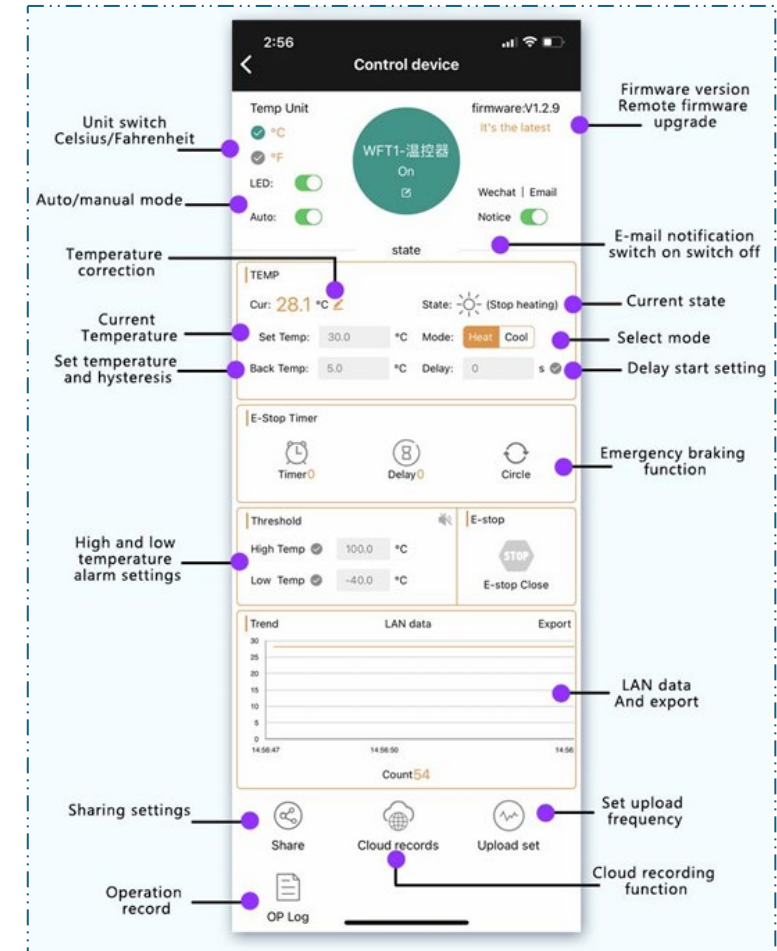 2:56
Control device
Temp Unit
°C
°F
LED:
Auto:
WFT1-温控器
On
firmware:V1.2.9
It's the latest
Wechat | Email
Notice
state
TEMP
Cur: 28.1 °C
State: (Stop heating)
Set Temp: 30.0 °C Mode: Heat Cool
Back Temp: 5.0 °C Delay: 0 s
E-Stop Timer
Timer0
Delay0
Circle
Threshold
High Temp 100.0 °C
Low Temp -40.0 °C
E-stop
STOP
E-stop Close
Trend LAN data Export
30
25
20
15
10
5
0
14:56:47 14:56:50 14:56
Count54
Share
Cloud records
Upload set
OP Log
Unit switch
Celsius/Fahrenheit
Auto/manual mode
Temperature
correction
Current
Temperature
Set temperature
and hysteresis
High and low
temperature
alarm settings
Sharing settings
Operation
record
Firmware version
Remote firmware
upgrade
E-mail notification
switch on switch off
Current state
Select mode
Delay start setting
Emergency braking
function
LAN data
And export
Set upload
frequency
Cloud recording
function